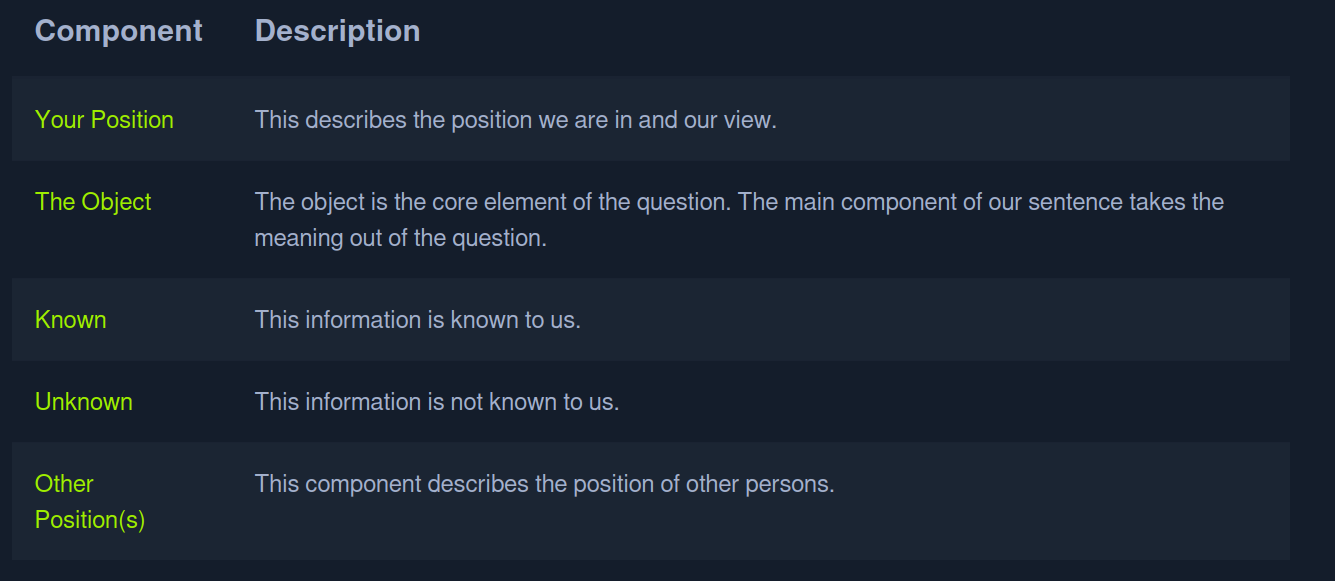 Component Description
Your Position This describes the position we are in and our view.
The Object The object is the core element of the question. The main component of our sentence takes the
meaning out of the question.
Known This information is known to us.
Unknown This information is not known to us.
Other This component describes the position of other persons.
Position(s)